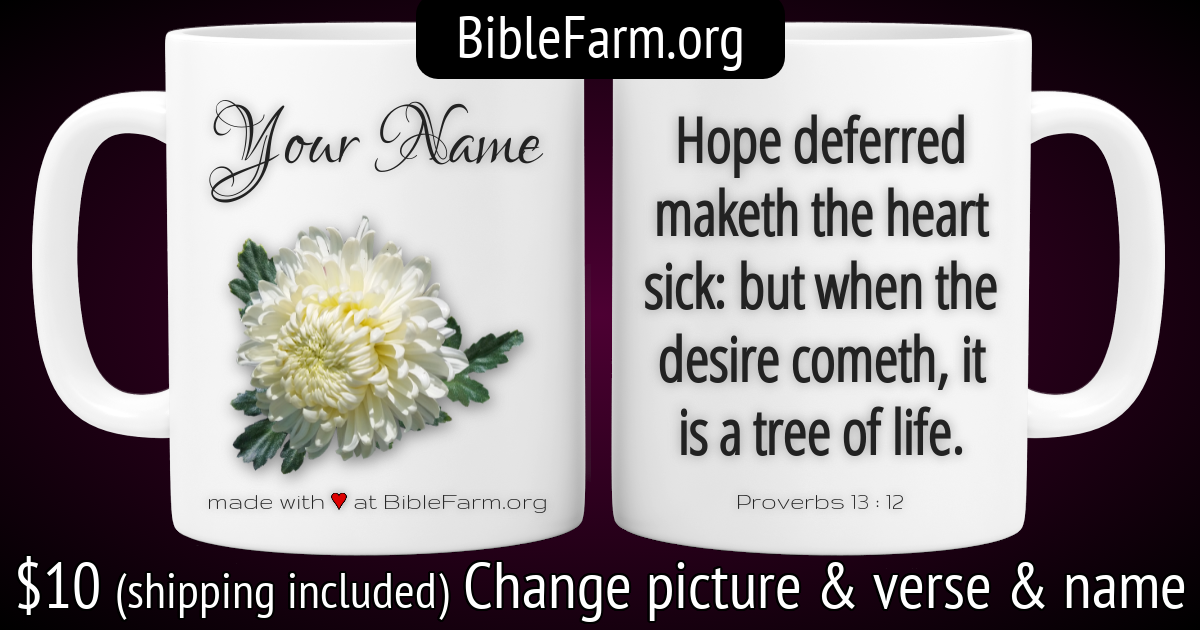 BibleFarm.org
Your Name
made with ♥ at BibleFarm.org
Hope deferred
maketh the heart
sick: but when the
desire cometh, it
is a tree of life.
Proverbs 13 : 12
$10 (shipping included) Change picture & verse & name